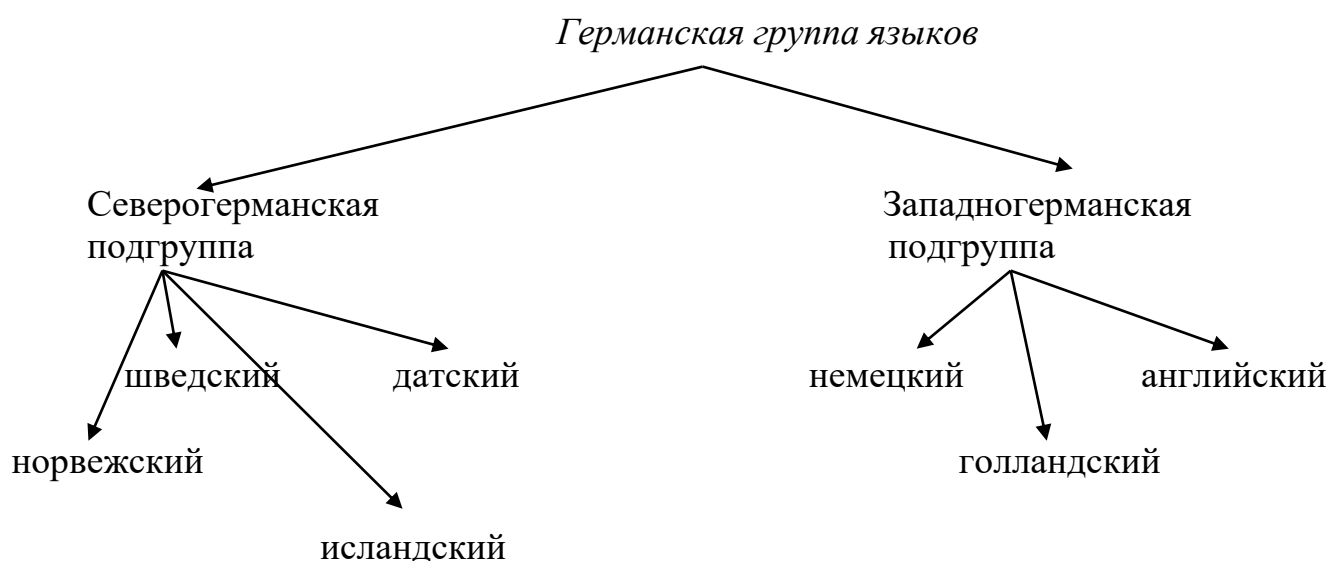 Германская группа языков
Северогерманская
подгруппа
Западногерманская
подгруппа
шведский
датский
немецкий
английский
норвежский
голландский
исландский